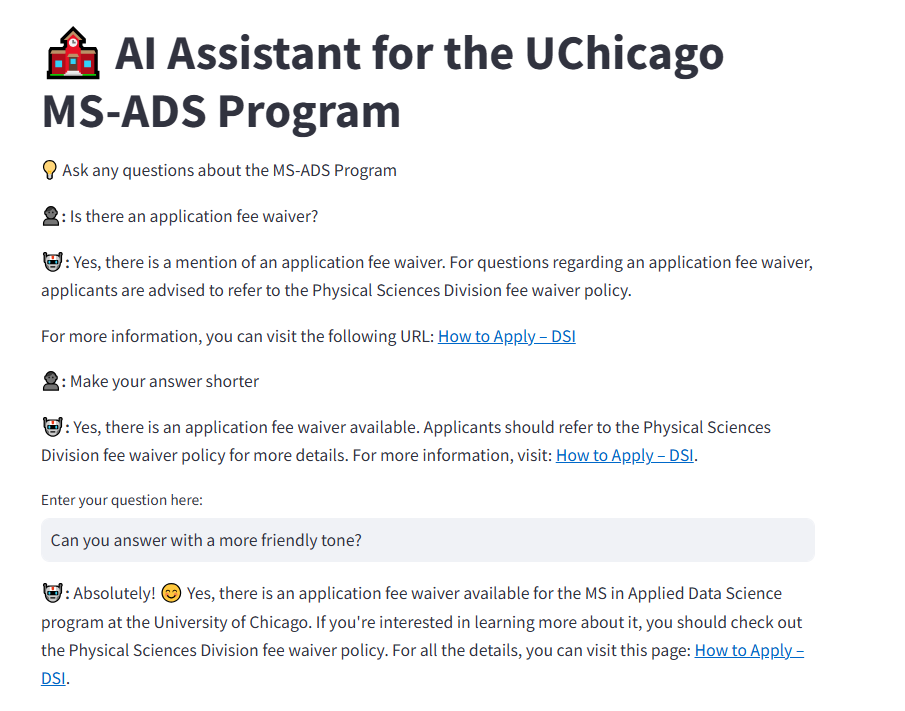 AI Assistant for the UChicago
MS-ADS Program
Ask any questions about the MS-ADS Program
: Is there an application fee waiver?
: Yes, there is a mention of an application fee waiver. For questions regarding an application fee waiver,
applicants are advised to refer to the Physical Sciences Division fee waiver policy.
For more information, you can visit the following URL: How to Apply – DSI
: Make your answer shorter
: Yes, there is an application fee waiver available. Applicants should refer to the Physical Sciences
Division fee waiver policy for more details. For more information, visit: How to Apply – DSI.
Enter your question here:
Can you answer with a more friendly tone?
: Absolutely! 😊 Yes, there is an application fee waiver available for the MS in Applied Data Science
program at the University of Chicago. If you're interested in learning more about it, you should check out
the Physical Sciences Division fee waiver policy. For all the details, you can visit this page: How to Apply –
DSI.